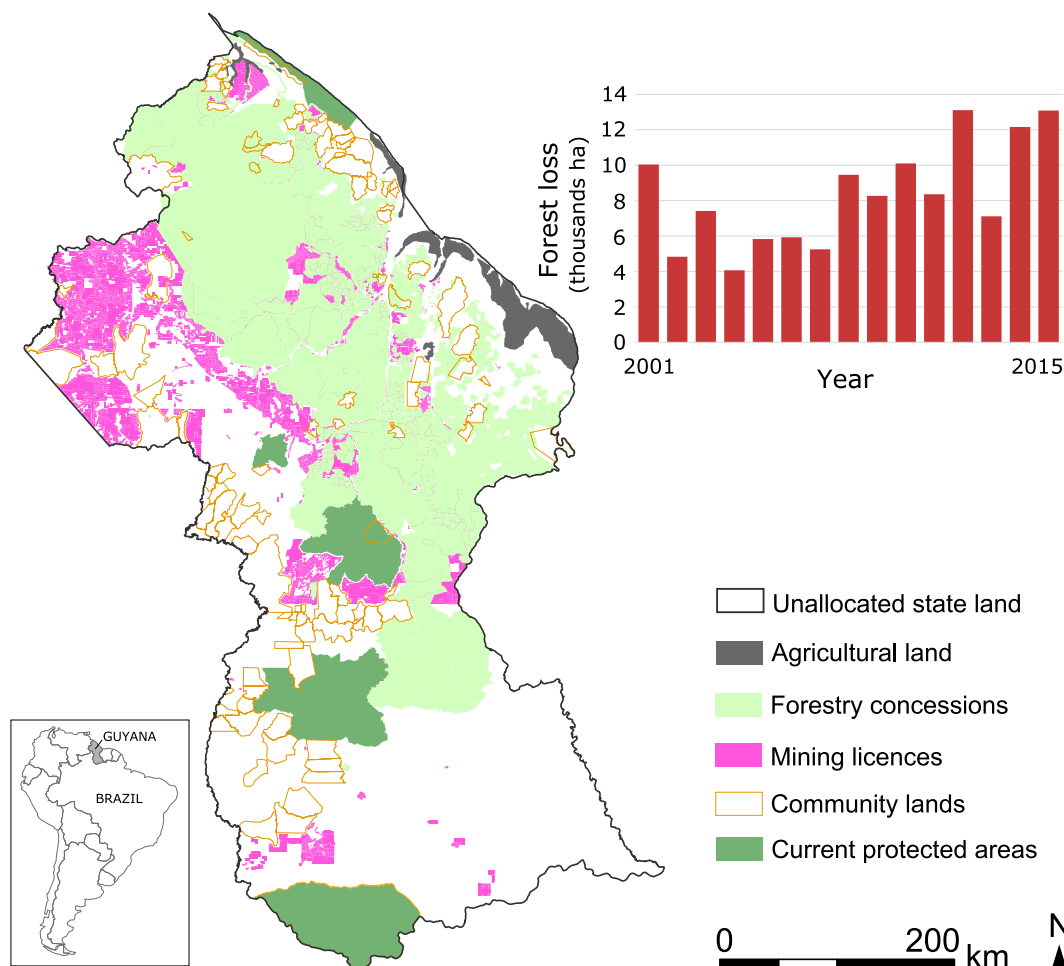 14
12
10
8
6
4
2
0
Forest loss
(thousands ha)
2001
2015
Year
Unallocated state land
Agricultural land
Forestry concessions
Mining licences
Community lands
Current protected areas
GUYANA
BRAZIL
0
200
km
N